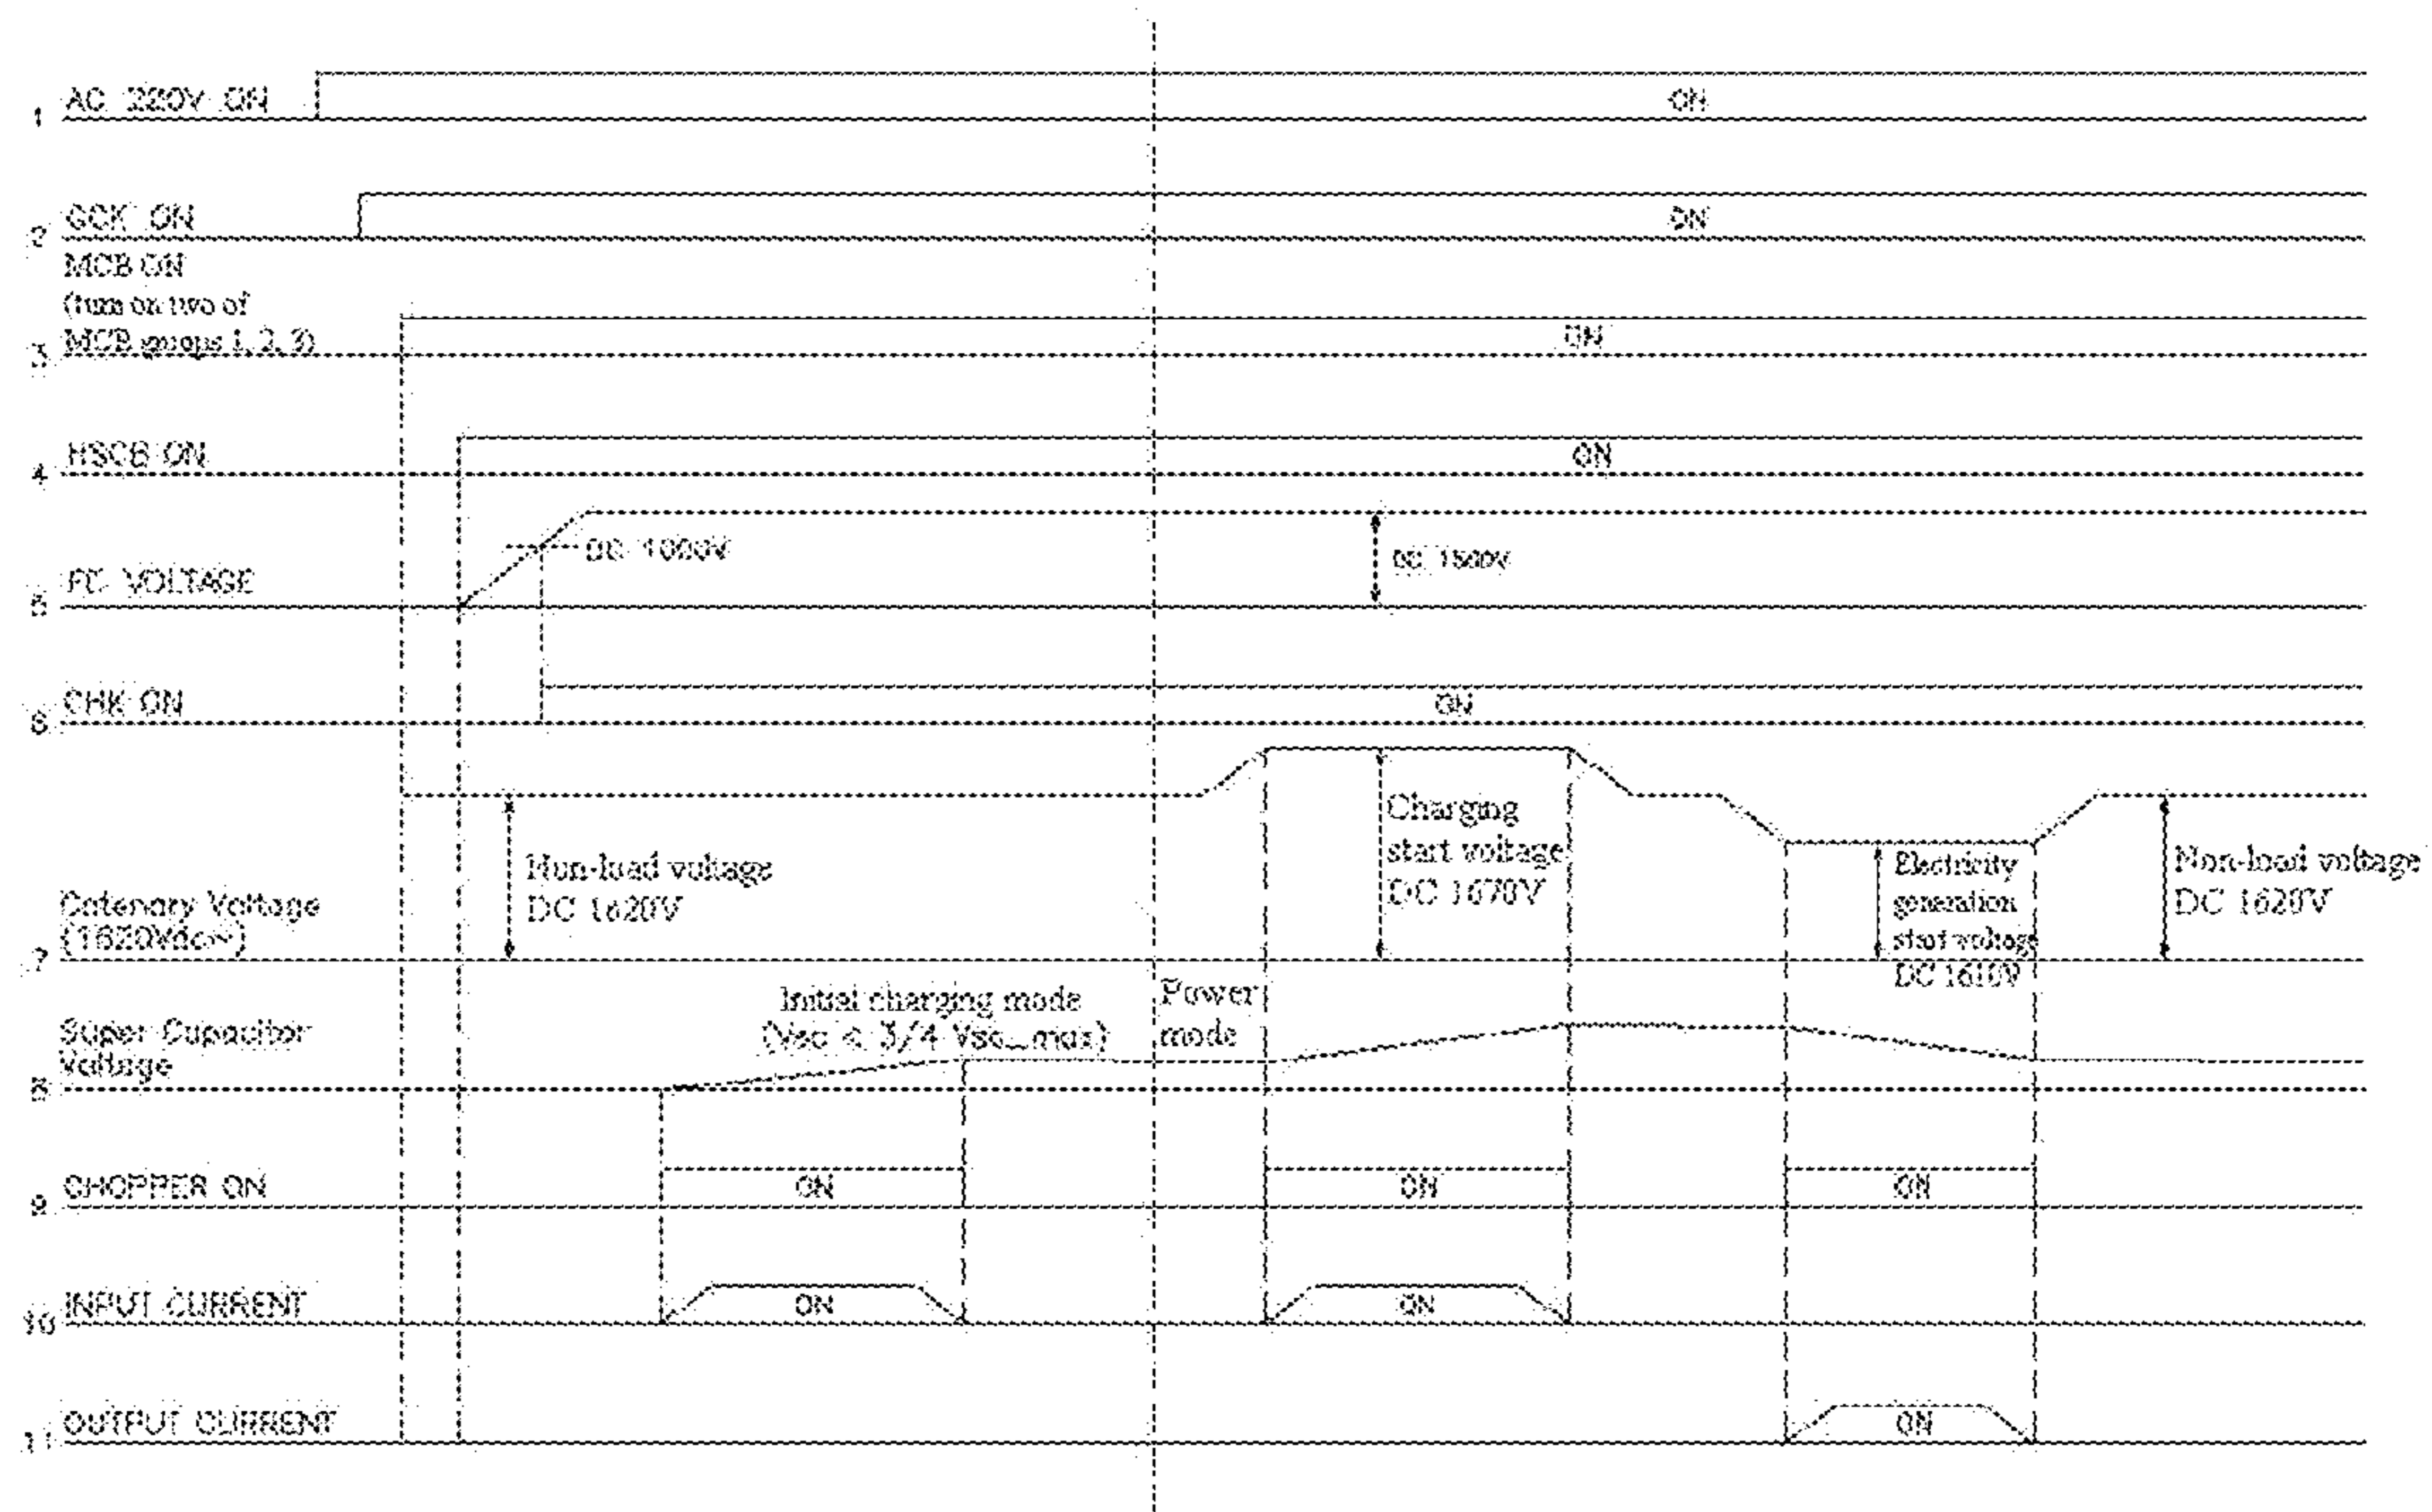 1 AC 220V ON
ON
2 GCK ON
ON
MCB ON
(turn on two of
3 MCB groups 1, 2, 3)
ON
4 HSCB ON
ON
DC 1000V
DC 1500V
5 FC VOLTAGE
6 CHK ON
ON
Charging
start voltage
DC 1670V
Non-load voltage
DC 1620V
Electricity
generation
start voltage
DC 1610V
Non-load voltage
DC 1620V
Catenary Voltage
7 (1620Vdc~)
Initial charging mode
(Vsc < 3/4 Vsc_max)
Power
mode
Super Capacitor
Voltage
8
9 CHOPPER ON
ON
ON
ON
10 INPUT CURRENT
ON
ON
11 OUTPUT CURRENT
ON